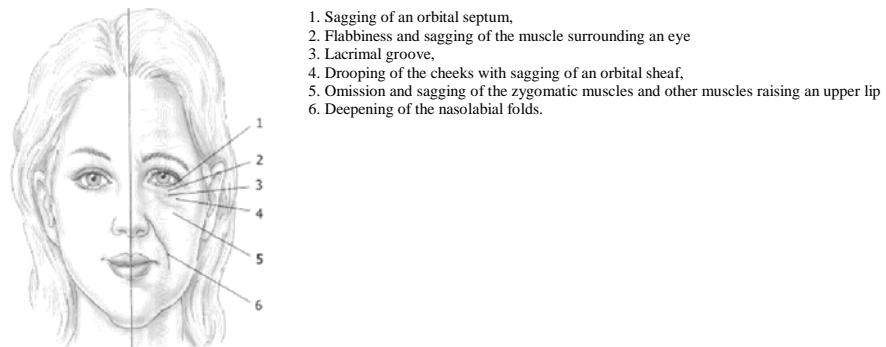 1. Sagging of an orbital septum,
2. Flabbiness and sagging of the muscle surrounding an eye
3. Lacrimal groove,
4. Drooping of the cheeks with sagging of an orbital sheaf,
5. Omission and sagging of the zygomatic muscles and other muscles raising an upper lip
6. Deepening of the nasolabial folds.
1
2
3
4
5
6